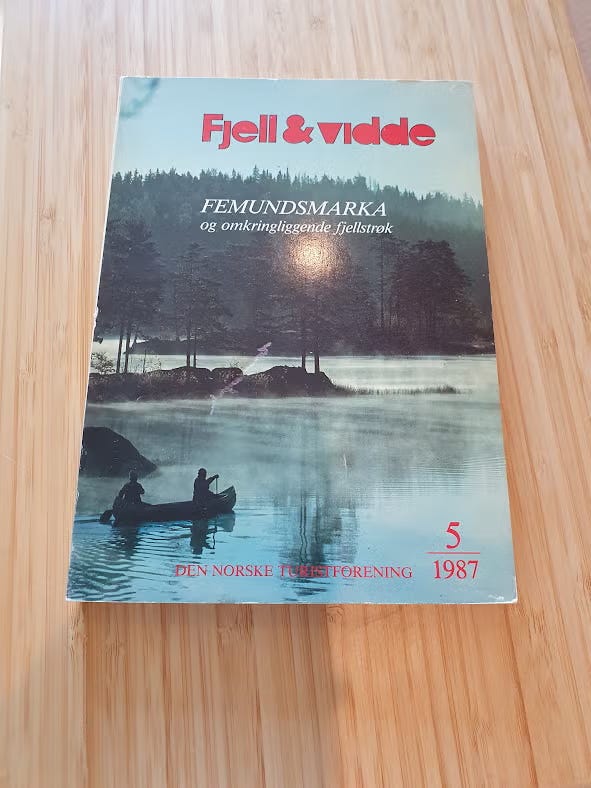 Fjell & vidde
FEMUNDSMARKA
og omkringliggende fjellstrøk
5
1987
DEN NORSKE TURISTFORENING